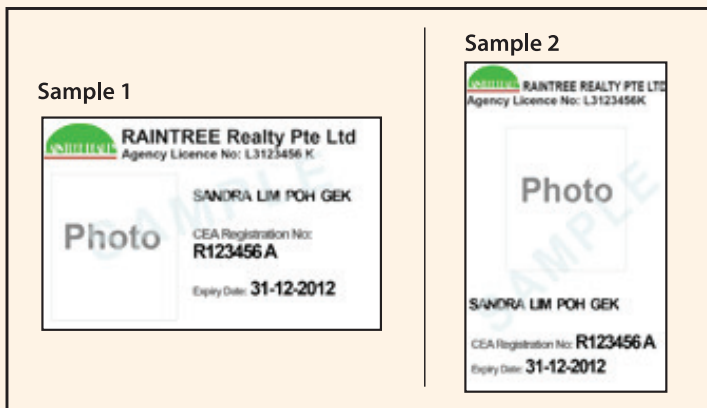 Sample 1
RAINTREE Realty Pte Ltd
Agency Licence No: L3123456 K
Photo
SANDRA LIM POH GEK
CEA Registration No:
R123456 A
Expiry Date: 31-12-2012
SAMPLE
Sample 2
RAINTREE REALTY PTE LTD
Agency Licence No: L3123456K
Photo
SANDRA LIM POH GEK
CEA Registration No: R123456 A
Expiry Date: 31-12-2012
SAMPLE